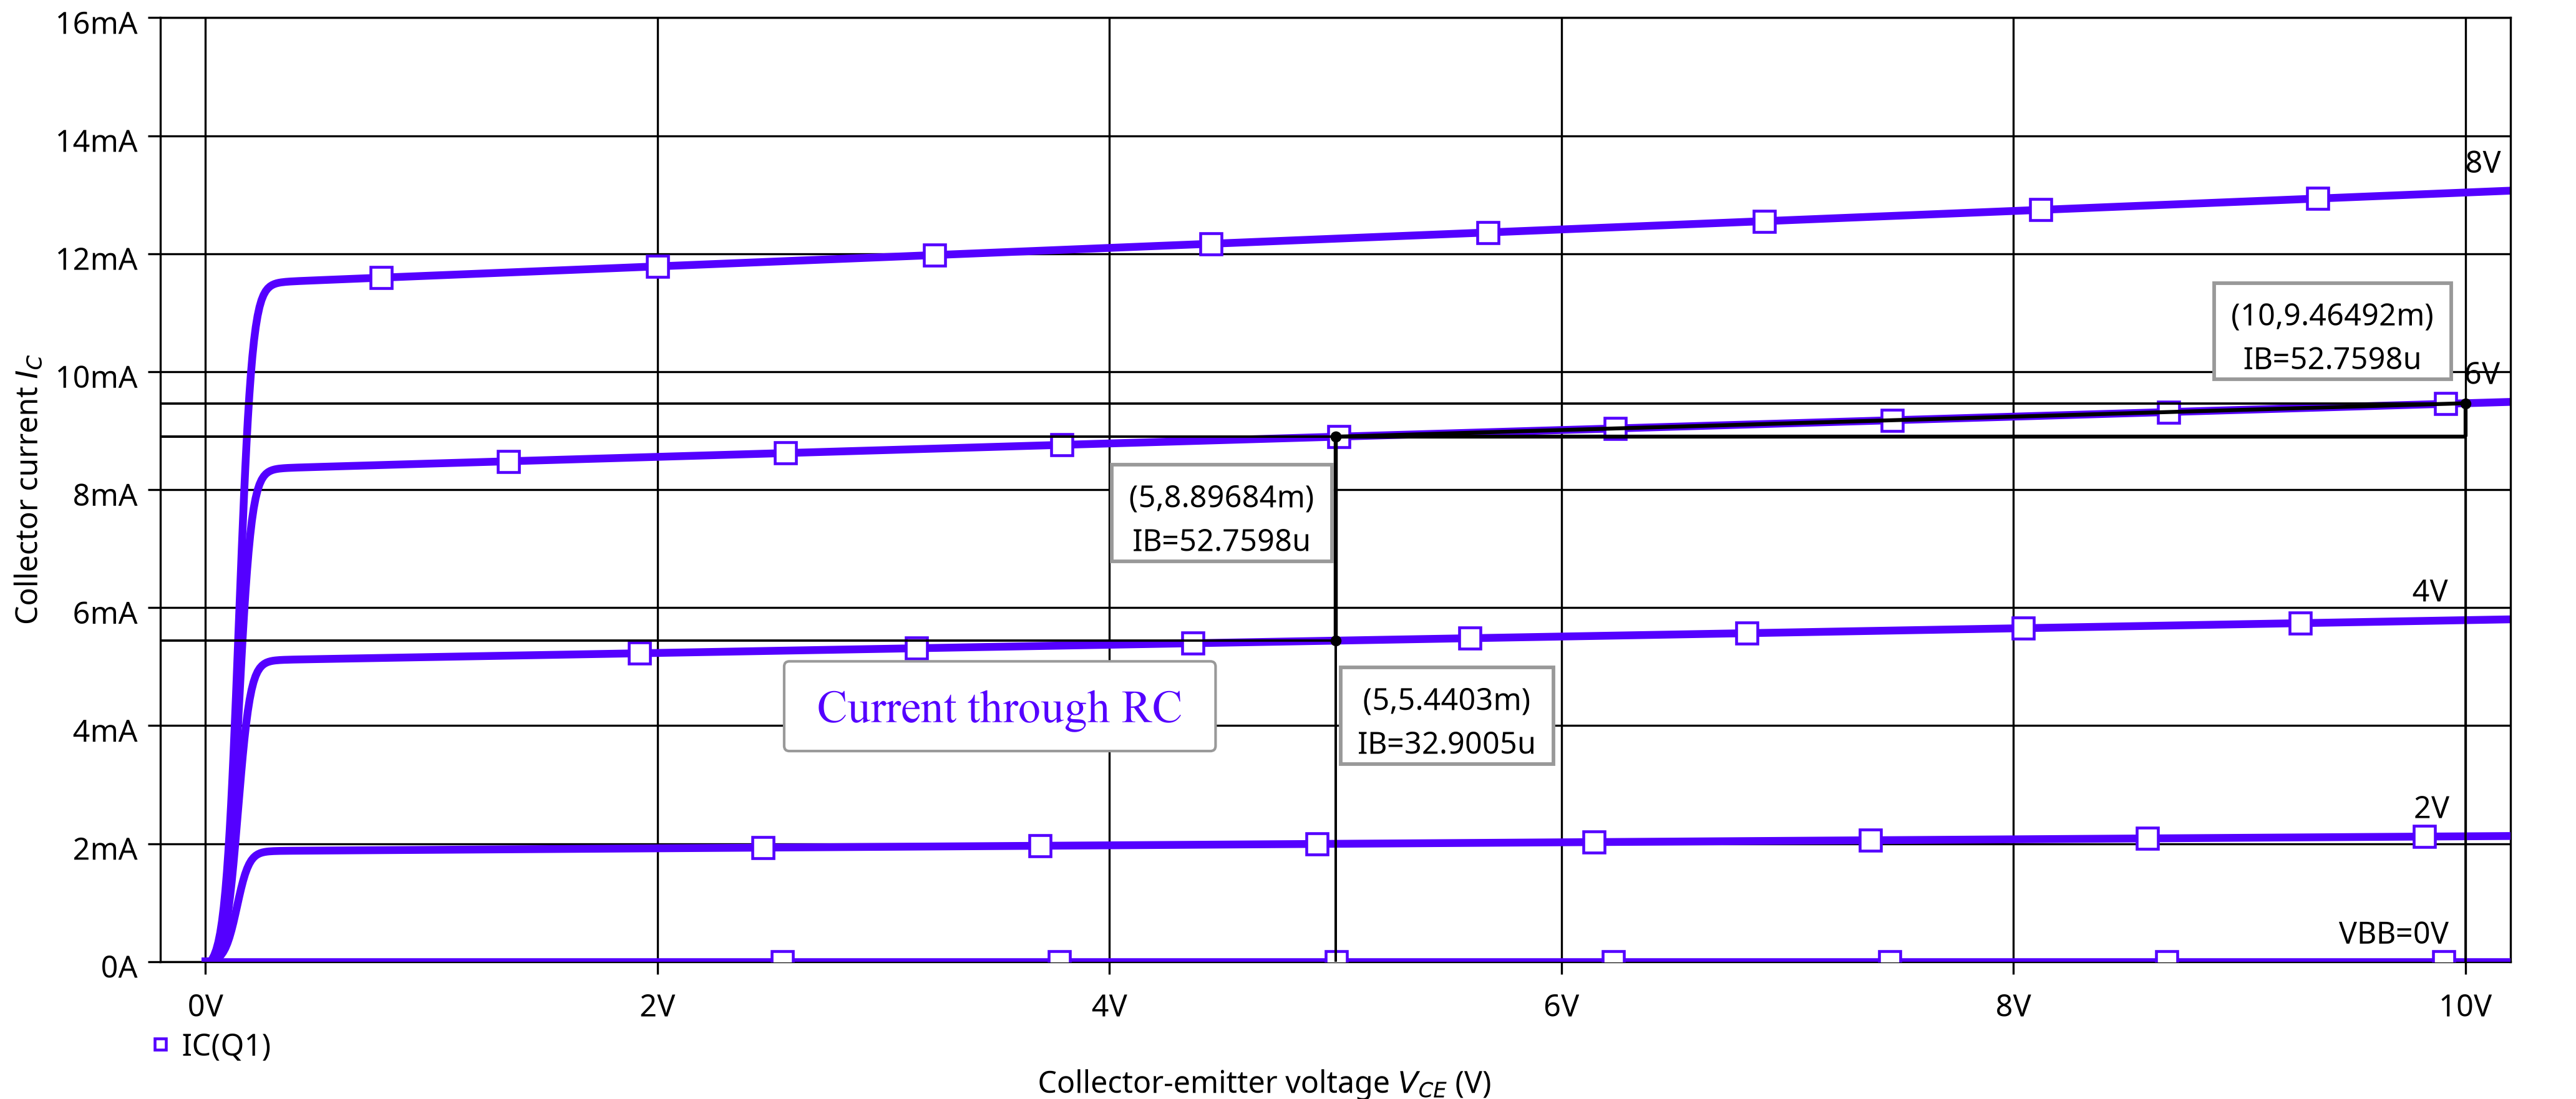 16mA
14mA
8V
12mA
(10,9.46492m)
IB=52.7598u
10mA
6V
Collector current I_C
(5,8.89684m)
IB=52.7598u
8mA
4V
6mA
Current through RC
(5,5.4403m)
IB=32.9005u
4mA
2V
2mA
VBB=0V
0A
0V 2V 4V 6V 8V 10V
IC(Q1)
Collector-emitter voltage V_CE (V)